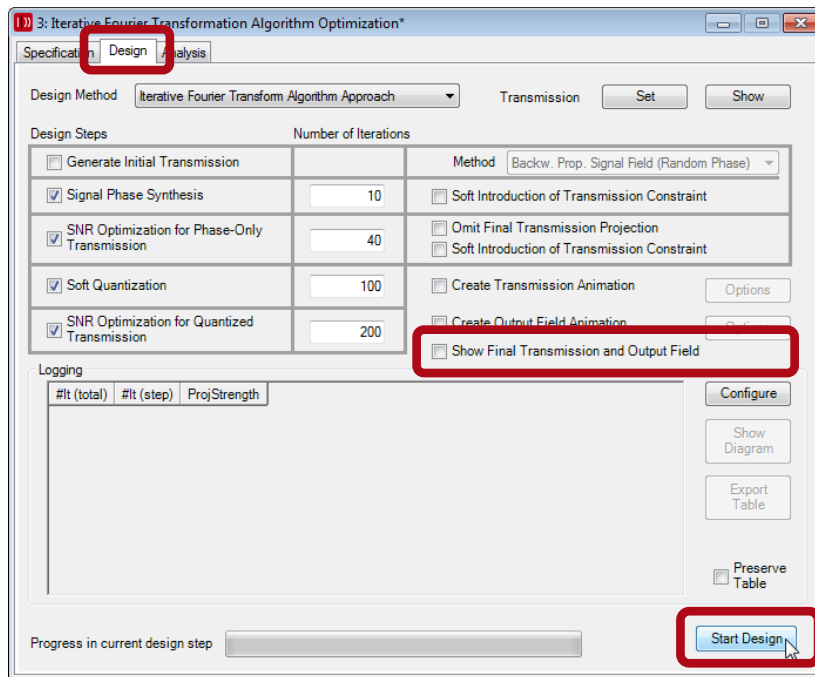 3: Iterative Fourier Transformation Algorithm Optimization*
Specification Design Analysis
Design Method Iterative Fourier Transform Algorithm Approach Transmission Set Show
Design Steps Number of Iterations
Generate Initial Transmission Method Backw. Prop. Signal Field (Random Phase)
Signal Phase Synthesis 10 Soft Introduction of Transmission Constraint
SNR Optimization for Phase-Only Transmission 40 Omit Final Transmission Projection
Soft Introduction of Transmission Constraint
Soft Quantization 100 Create Transmission Animation Options
SNR Optimization for Quantized Transmission 200 Create Output Field Animation Options
Show Final Transmission and Output Field
Logging
#It (total) #It (step) ProjStrength Configure
Show
Diagram
Export
Table
Preserve
Table
Progress in current design step Start Design